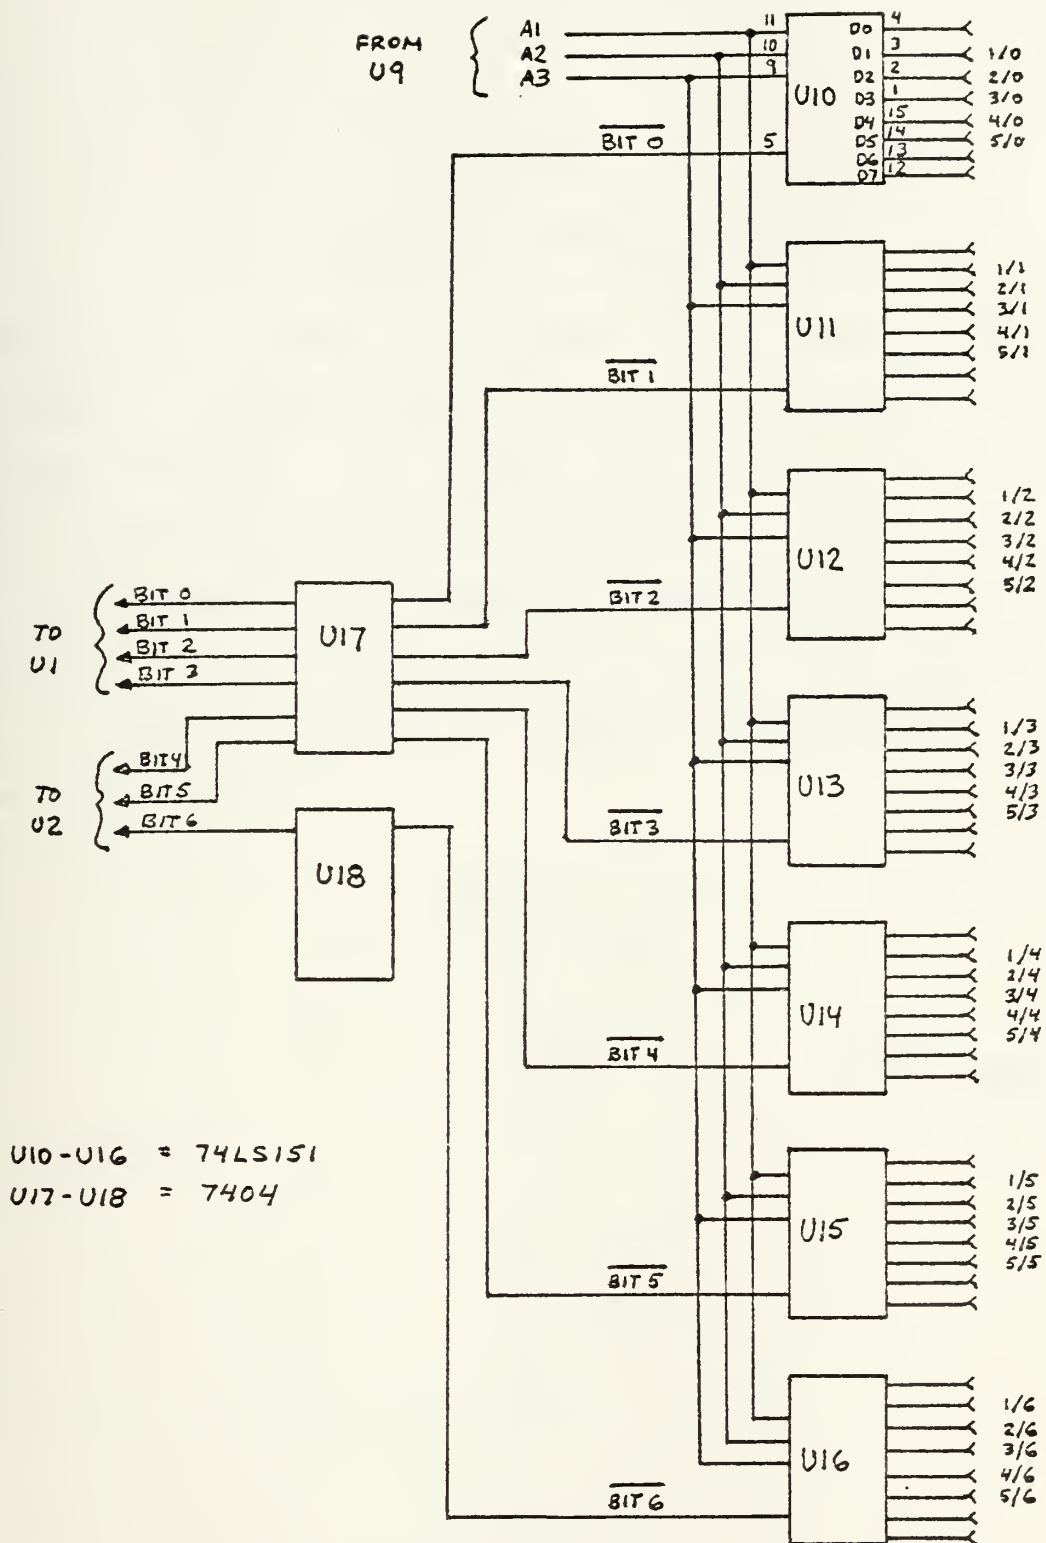 FROM
U9
A1
A2
A3
11
10
9
5
U10
D0
D1
D2
D3
D4
D5
D6
D7
4
3
2
1
15
14
13
12
1/0
2/0
3/0
4/0
5/0
BIT 0
U11
1/1
2/1
3/1
4/1
5/1
BIT 1
U12
1/2
2/2
3/2
4/2
5/2
BIT 2
U17
BIT 0
BIT 1
BIT 2
BIT 3
TO
U1
BIT4
BIT5
BIT6
TO
U2
U18
U13
1/3
2/3
3/3
4/3
5/3
BIT 3
U14
1/4
2/4
3/4
4/4
5/4
BIT 4
U10-U16 = 74LS151
U17-U18 = 7404
U15
1/5
2/5
3/5
4/5
5/5
BIT 5
U16
1/6
2/6
3/6
4/6
5/6
BIT 6